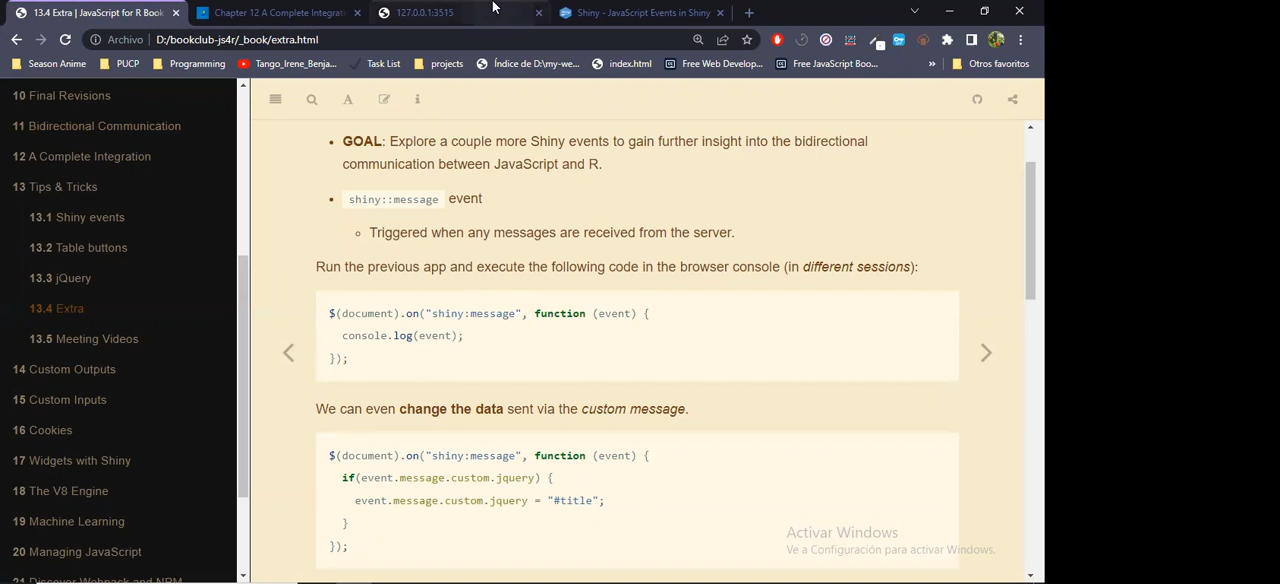 13.4 Extra | JavaScript for R Book
Chapter 12 A Complete Integrati
127.0.0.1:3515
Shiny - JavaScript Events in Shiny
Archivo
D:/bookclub-js4r/_book/extra.html
Season Anime
PUCP
Programming
Tango_Irene_Benja...
Task List
projects
Índice de D:\my-we...
index.html
Free Web Develop...
Free JavaScript Boo...
»
Otros favoritos
10 Final Revisions
11 Bidirectional Communication
12 A Complete Integration
13 Tips & Tricks
13.1 Shiny events
13.2 Table buttons
13.3 jQuery
13.4 Extra
13.5 Meeting Videos
14 Custom Outputs
15 Custom Inputs
16 Cookies
17 Widgets with Shiny
18 The V8 Engine
19 Machine Learning
20 Managing JavaScript
21 Discover Webpack and NPM
• GOAL: Explore a couple more Shiny events to gain further insight into the bidirectional
communication between JavaScript and R.
• shiny::message event
◦ Triggered when any messages are received from the server.
Run the previous app and execute the following code in the browser console (in different sessions):
$(document).on("shiny:message", function (event) {
console.log(event);
});
We can even change the data sent via the custom message.
$(document).on("shiny:message", function (event) {
if(event.message.custom.jquery) {
event.message.custom.jquery = "#title";
}
});
Activar Windows
Ve a Configuración para activar Windows.